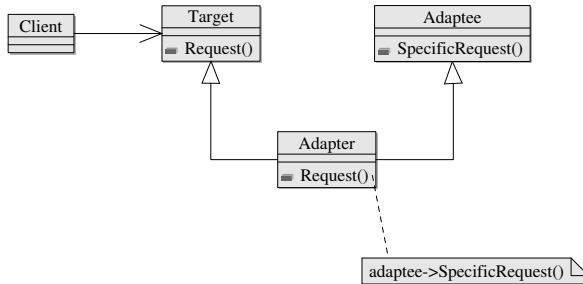 Client
Target
Request()
Adaptee
SpecificRequest()
Adapter
Request()
adaptee->SpecificRequest()